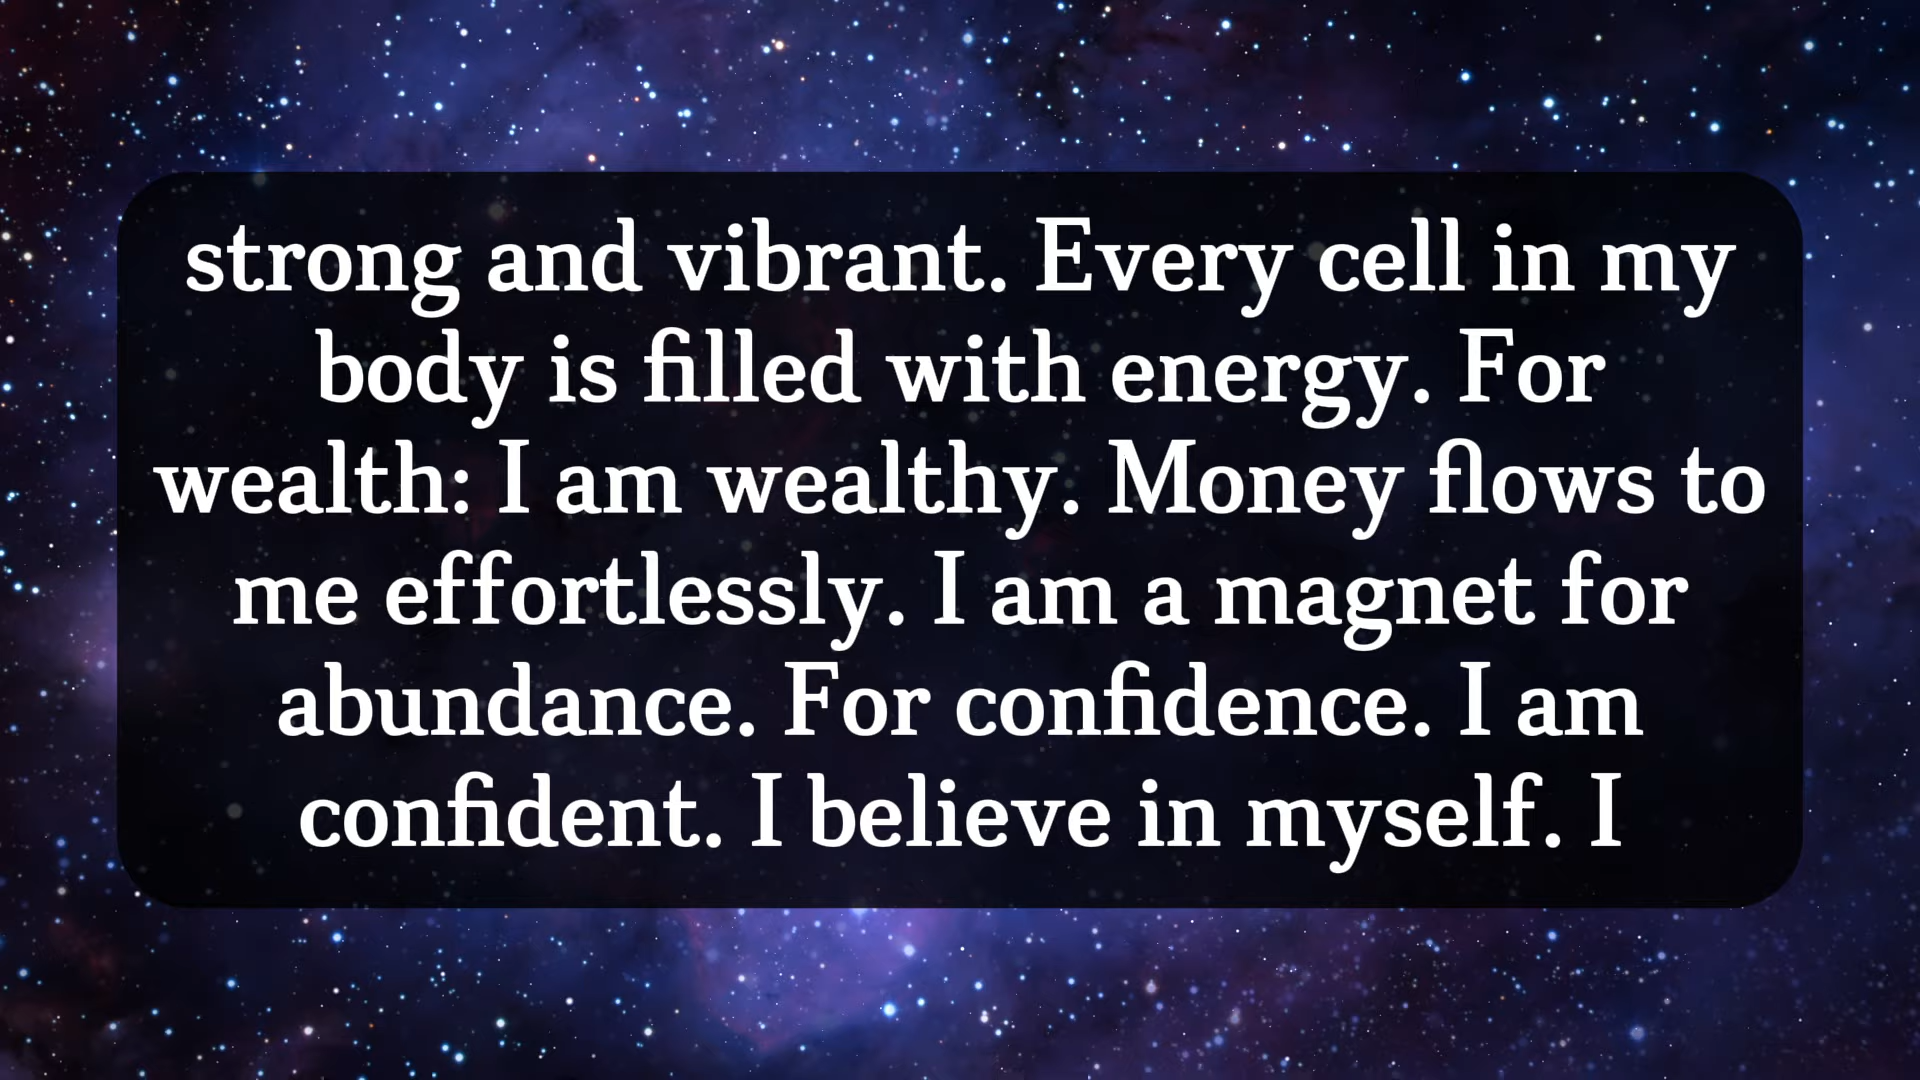 strong and vibrant. Every cell in my
body is filled with energy. For
wealth: I am wealthy. Money flows to
me effortlessly. I am a magnet for
abundance. For confidence. I am
confident. I believe in myself. I